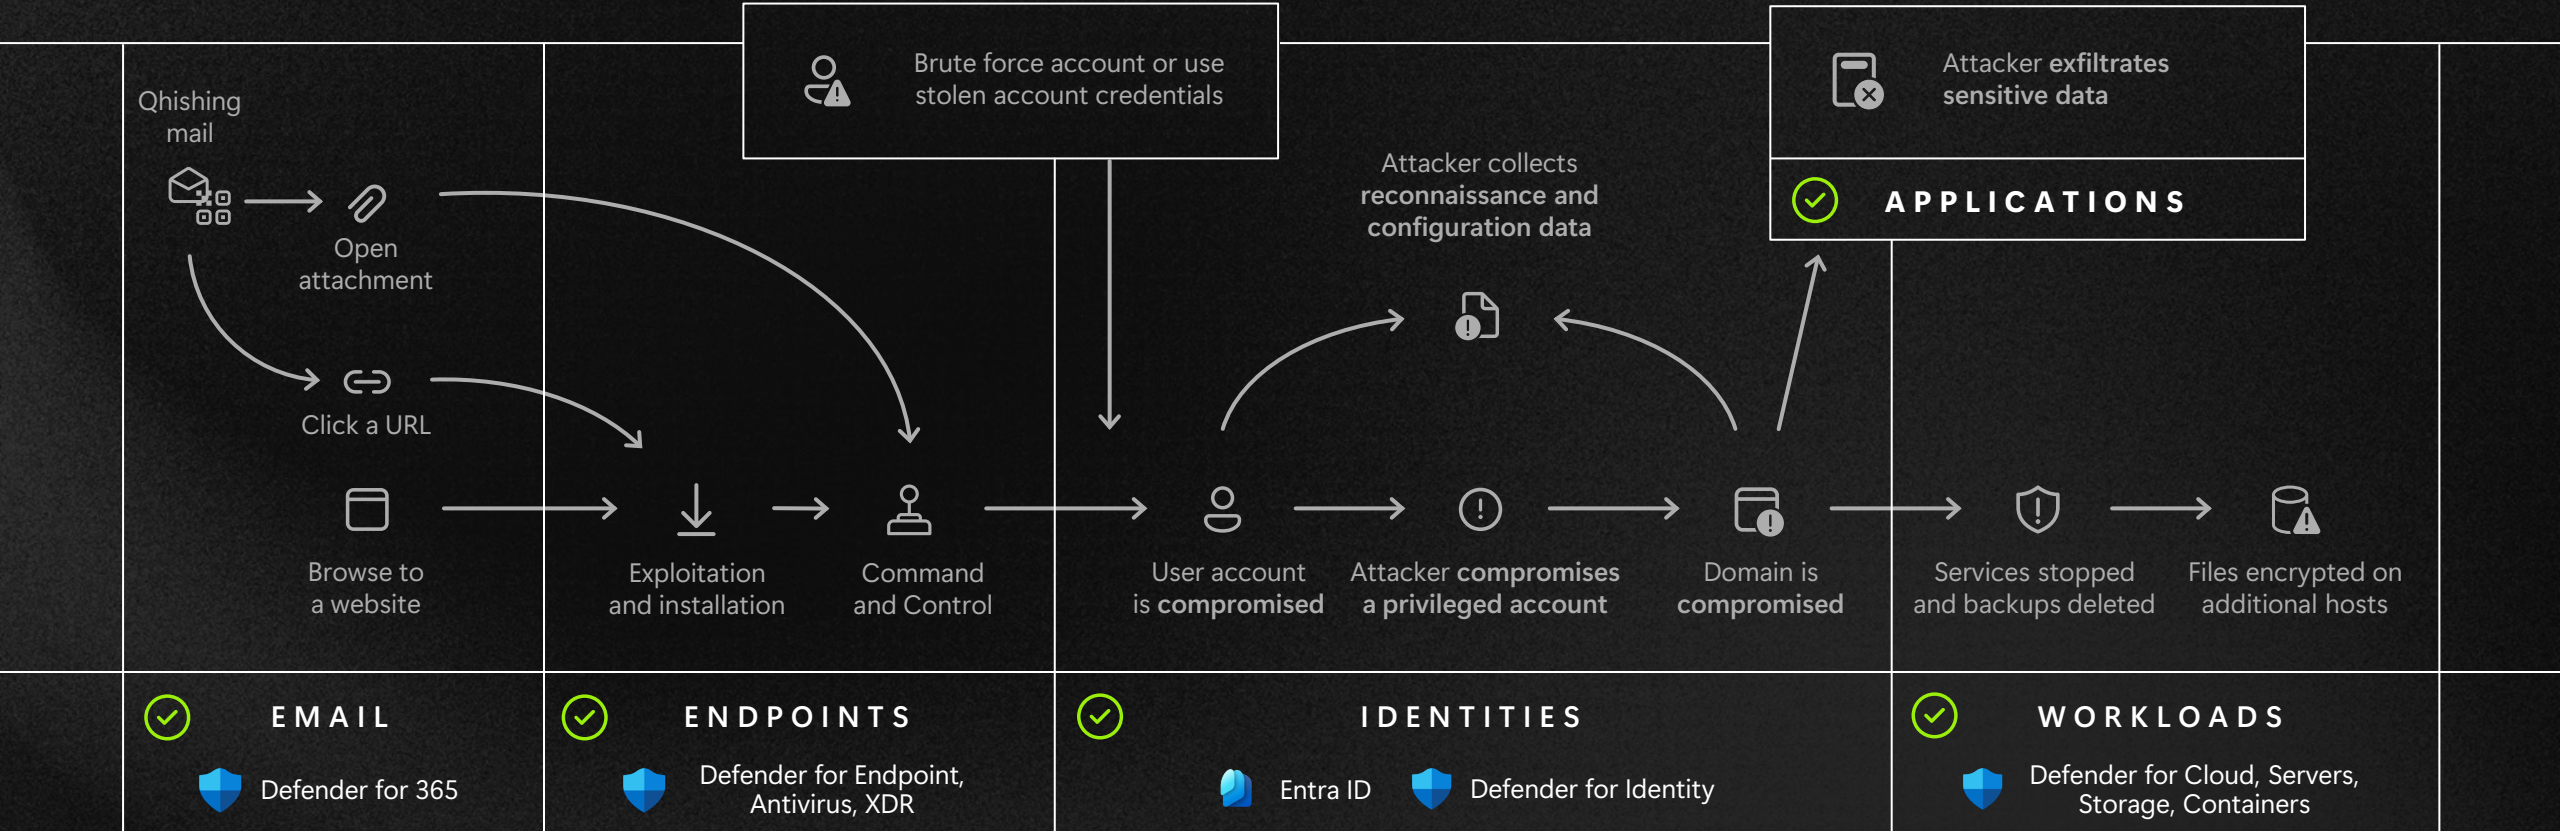 Qhishing
mail
Open
attachment
Click a URL
Browse to
a website
Exploitation
and installation
Command
and Control
Brute force account or use
stolen account credentials
User account
is compromised
Attacker collects
reconnaissance and
configuration data
Attacker compromises
a privileged account
Domain is
compromised
Attacker exfiltrates
sensitive data
APPLICATIONS
Services stopped
and backups deleted
Files encrypted on
additional hosts
EMAIL
Defender for 365
ENDPOINTS
Defender for Endpoint,
Antivirus, XDR
IDENTITIES
Entra ID
Defender for Identity
WORKLOADS
Defender for Cloud, Servers,
Storage, Containers